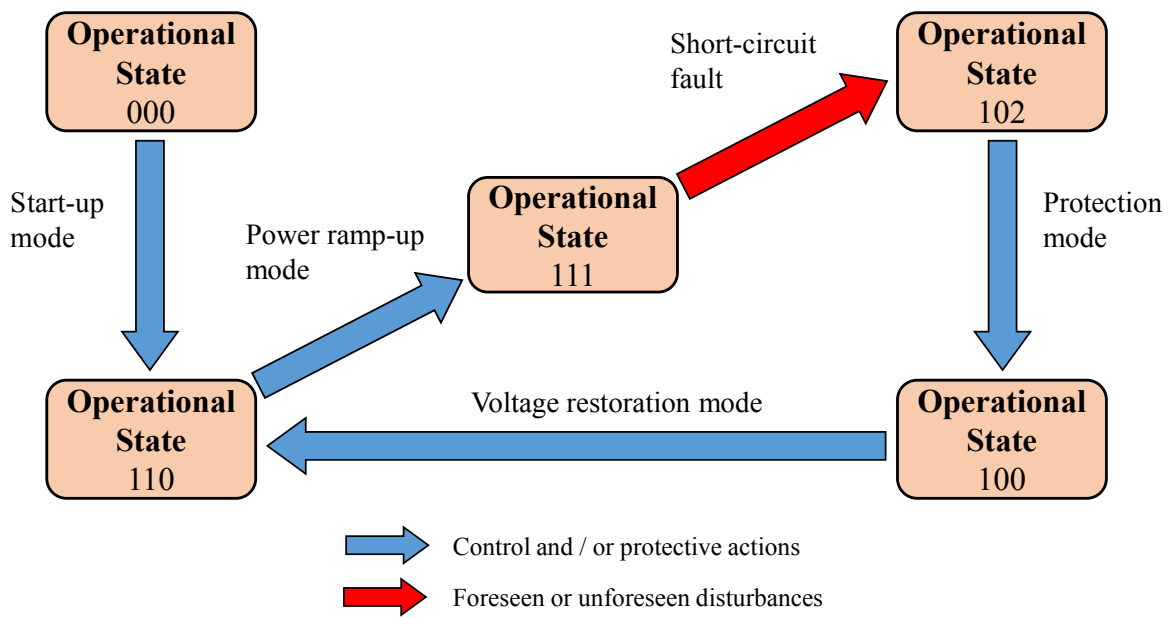 Operational
State
000
Short-circuit
fault
Operational
State
102
Start-up
mode
Power ramp-up
mode
Operational
State
111
Protection
mode
Operational
State
110
Voltage restoration mode
Operational
State
100
Control and / or protective actions
Foreseen or unforeseen disturbances